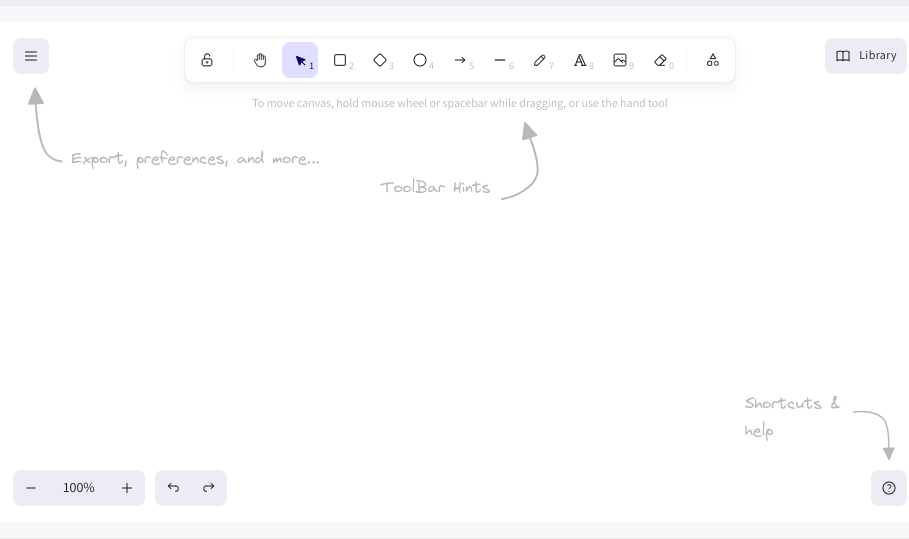 1 2 3 4 5 6 7 8 9 0
Library
To move canvas, hold mouse wheel or spacebar while dragging, or use the hand tool
Export, preferences, and more...
ToolBar Hints
Shortcuts &
help
100%